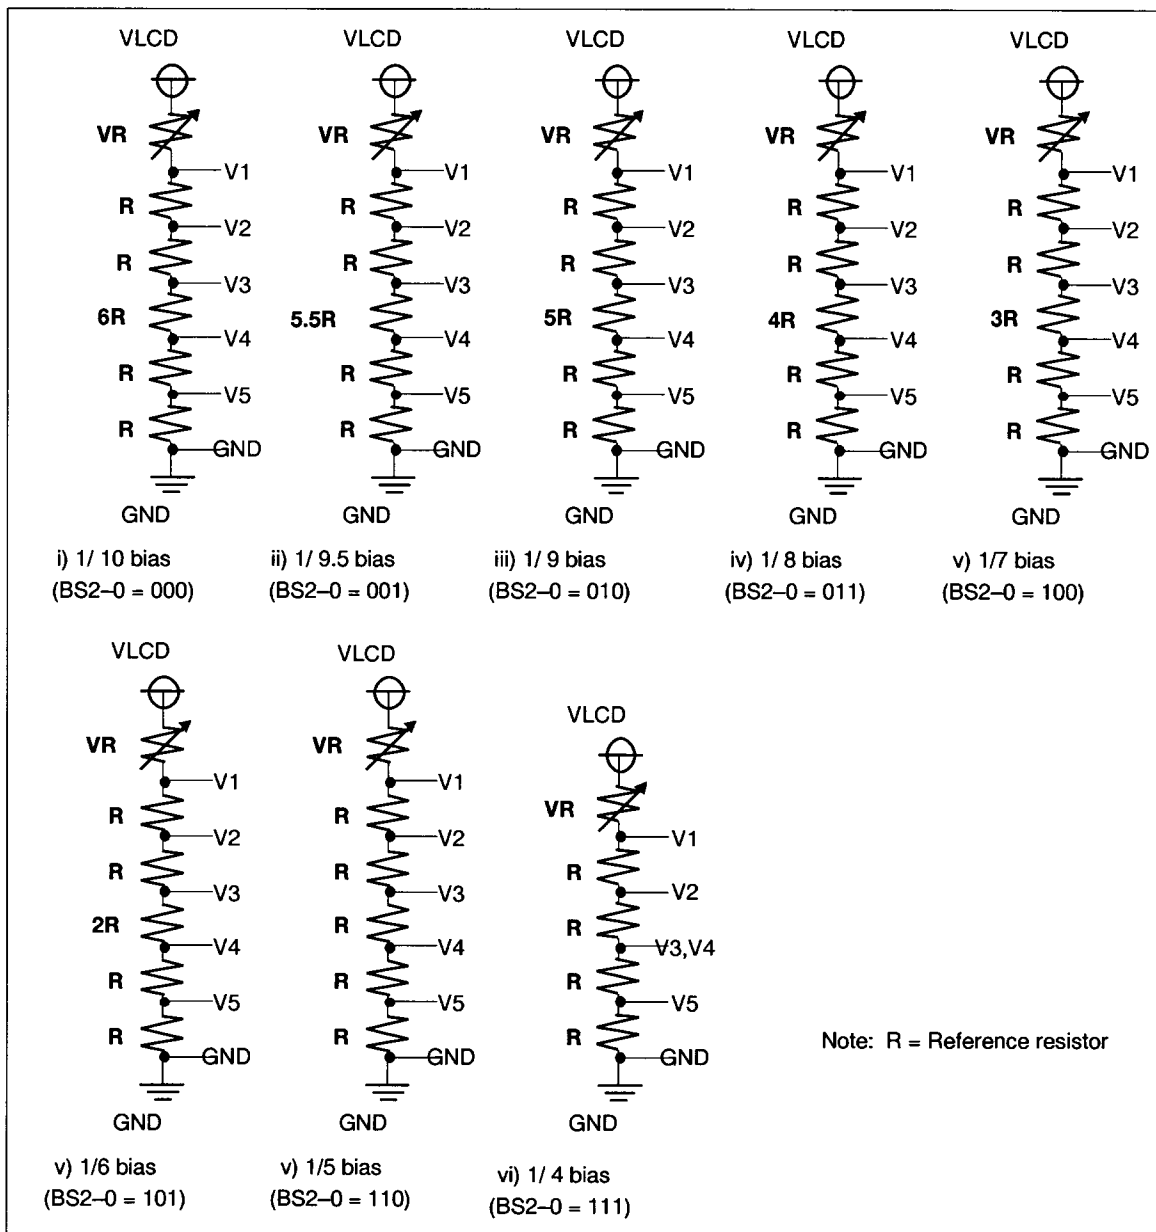 VLCD VLCD VLCD VLCD VLCD
VR VR VR VR VR
V1 V1 V1 V1 V1
R R R R R
V2 V2 V2 V2 V2
R R R R R
V3 V3 V3 V3 V3
6R 5.5R 5R 4R 3R
V4 V4 V4 V4 V4
R R R R R
V5 V5 V5 V5 V5
R R R R R
GND GND GND GND GND
GND GND GND GND GND
i) 1/ 10 bias ii) 1/ 9.5 bias iii) 1/ 9 bias iv) 1/ 8 bias v) 1/7 bias
(BS2–0 = 000) (BS2–0 = 001) (BS2–0 = 010) (BS2–0 = 011) (BS2–0 = 100)
VLCD VLCD VLCD
VR VR VR
V1 V1 V1
R R R
V2 V2 V2
R R R
V3 V3 V3,V4
2R R R
V4 V4 V5
R R R
V5 V5 GND
R R
GND GND
GND GND GND
Note: R = Reference resistor
v) 1/6 bias v) 1/5 bias vi) 1/ 4 bias
(BS2–0 = 101) (BS2–0 = 110) (BS2–0 = 111)